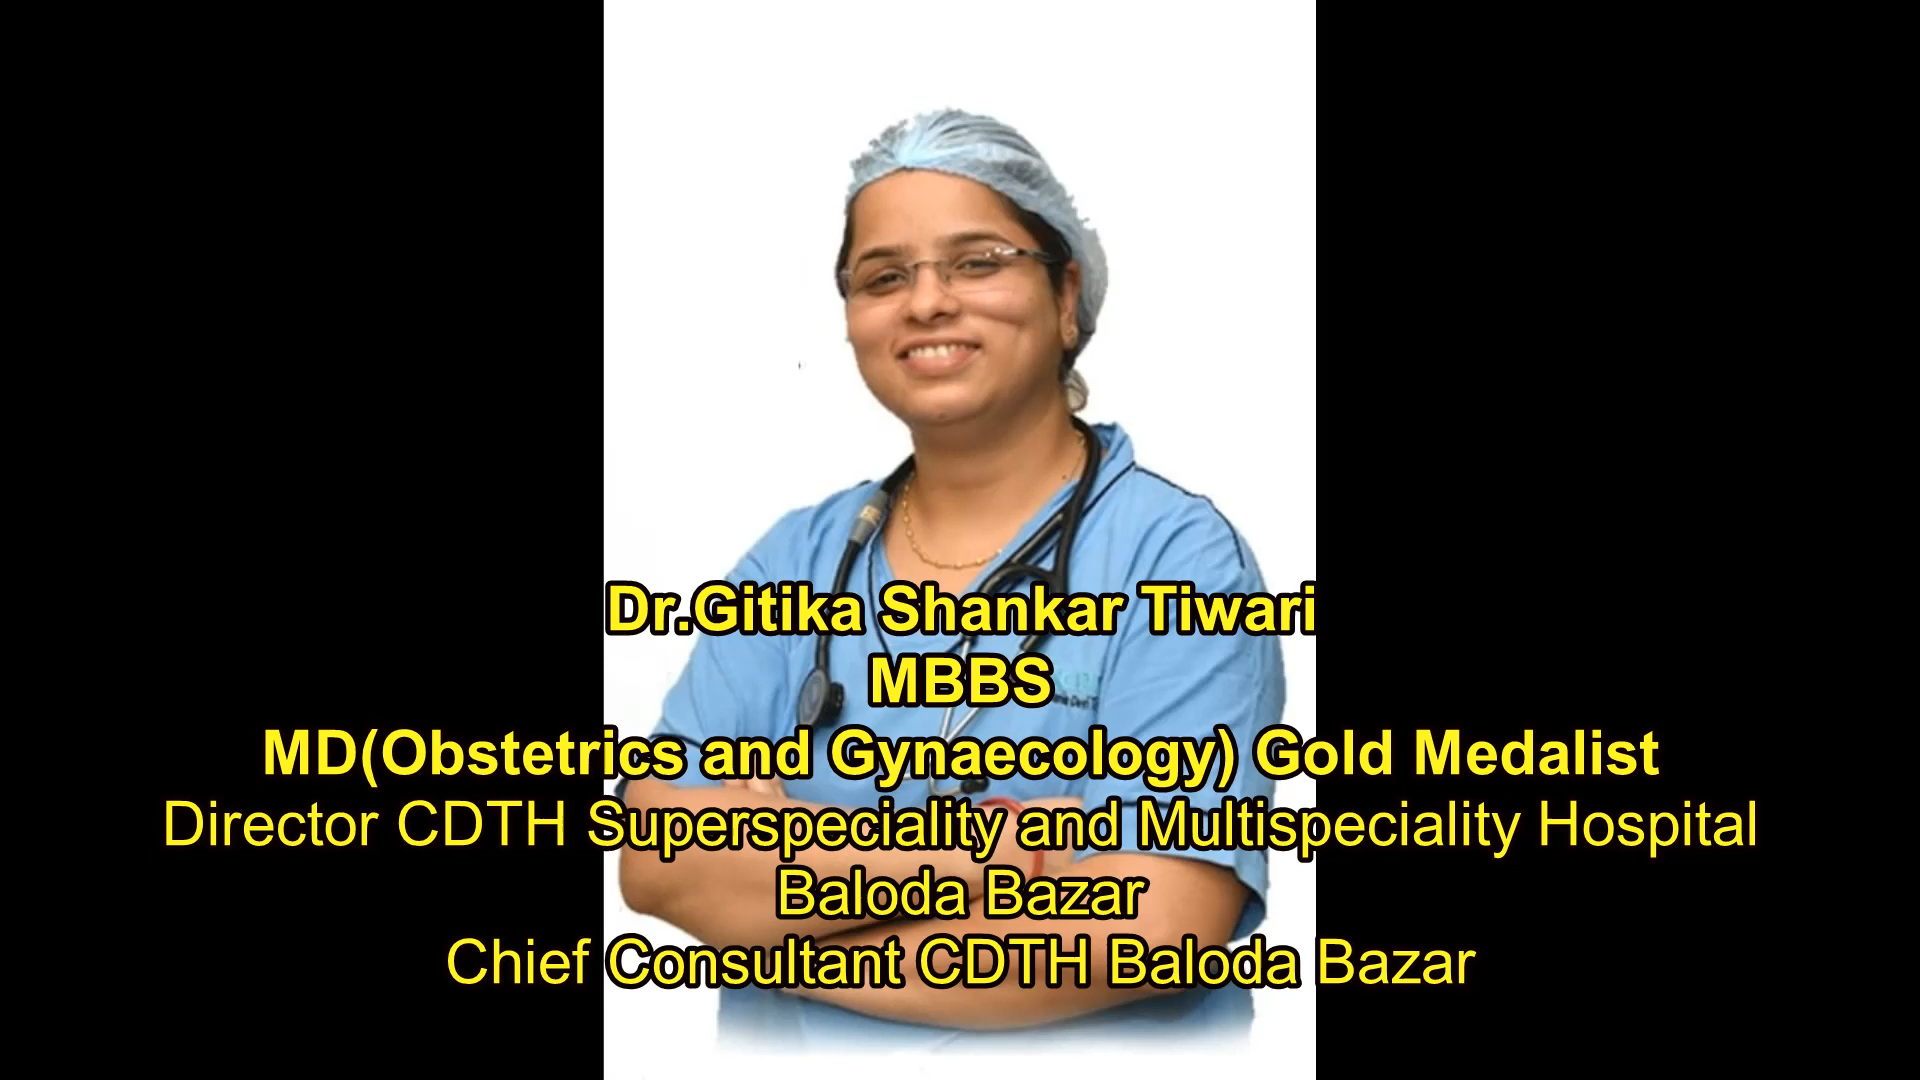 Dr.Gitika Shankar Tiwari
MBBS
MD(Obstetrics and Gynaecology) Gold Medalist
Director CDTH Superspeciality and Multispeciality Hospital
Baloda Bazar
Chief Consultant CDTH Baloda Bazar